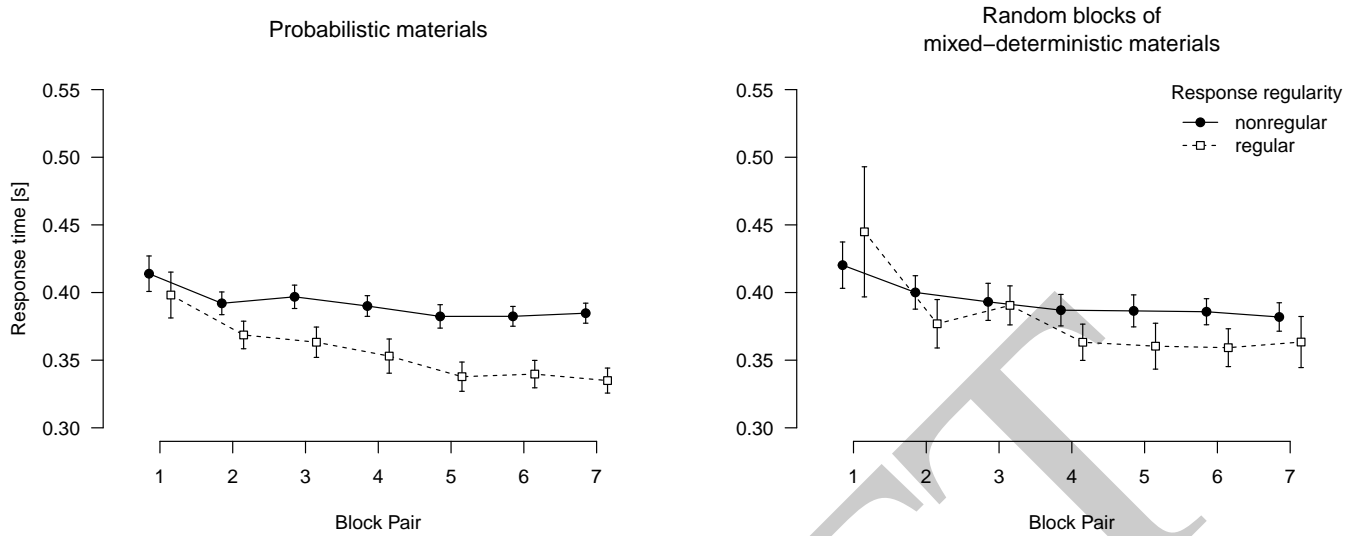 Probabilistic materials
0.55
0.50
0.45
0.40
0.35
0.30
Response time [s]
1 2 3 4 5 6 7
Block Pair
Random blocks of
mixed−deterministic materials
Response regularity
nonregular
regular
0.55
0.50
0.45
0.40
0.35
0.30
1 2 3 4 5 6 7
Block Pair
T